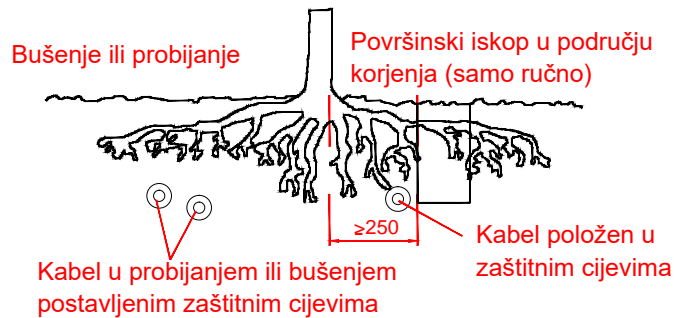 Bušenje ili probijanje
Površinski iskop u području
korjenja (samo ručno)
≥250
Kabel položen u
zaštitnim cijevima
Kabel u probijanjem ili bušenjem
postavljenim zaštitnim cijevima